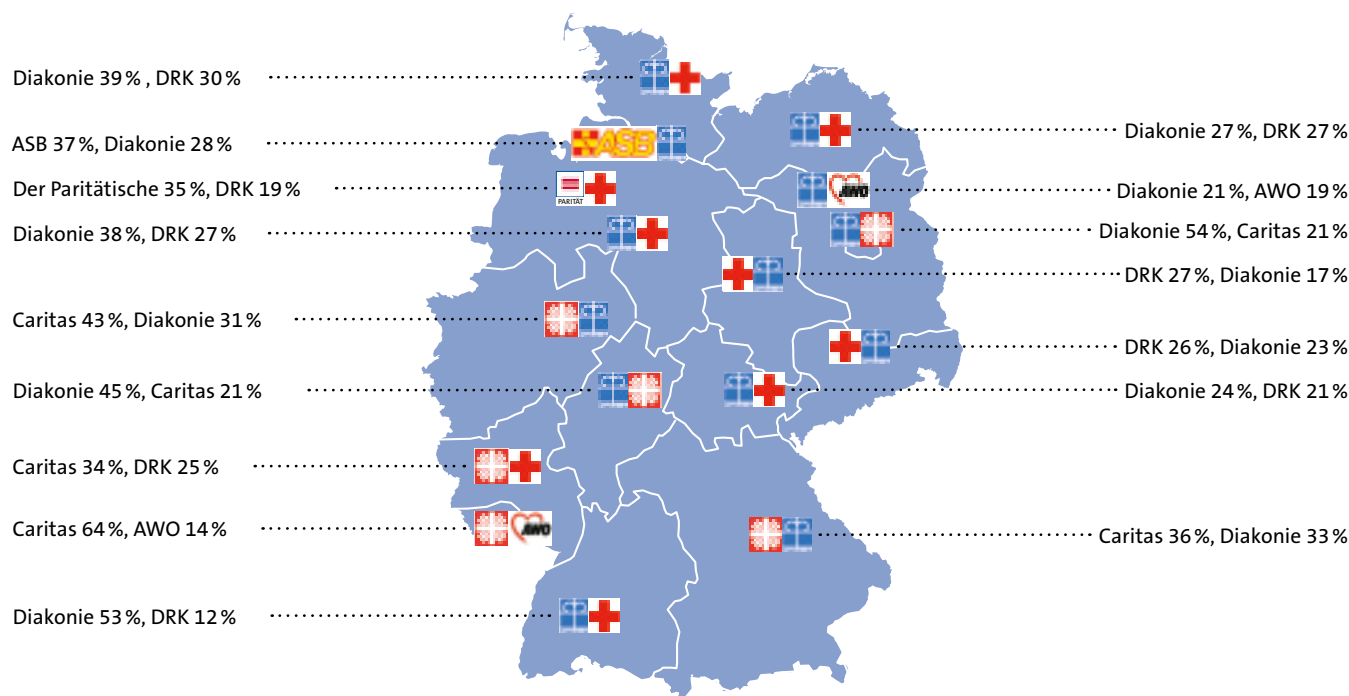 Diakonie 39 % , DRK 30 %
ASB 37 %, Diakonie 28 %
Der Paritätische 35 %, DRK 19 %
Diakonie 38 %, DRK 27 %
Caritas 43 %, Diakonie 31 %
Diakonie 45 %, Caritas 21 %
Caritas 34 %, DRK 25 %
Caritas 64 %, AWO 14 %
Diakonie 53 %, DRK 12 %
ASB
PARITÄT
AWO
AWO
Diakonie 27 %, DRK 27 %
Diakonie 21 %, AWO 19 %
Diakonie 54 %, Caritas 21 %
DRK 27 %, Diakonie 17 %
DRK 26 %, Diakonie 23 %
Diakonie 24 %, DRK 21 %
Caritas 36 %, Diakonie 33 %